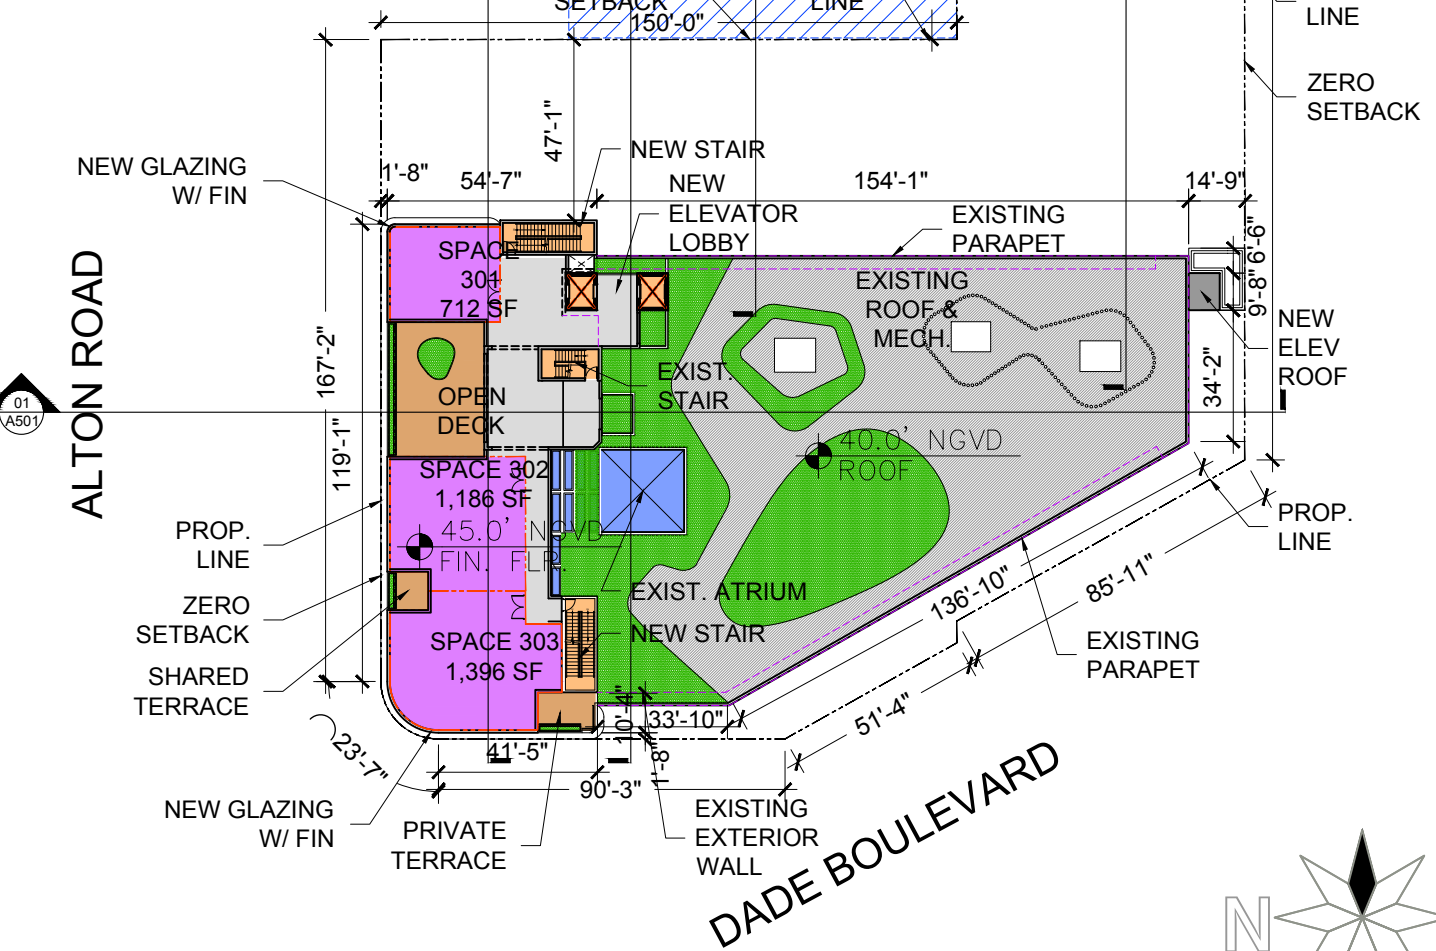 SETBACK
LINE
150'-0"
LINE
ZERO
SETBACK
47'-1"
NEW STAIR
NEW GLAZING
W/ FIN
1'-8"
54'-7"
NEW
ELEVATOR
LOBBY
154'-1"
14'-9"
EXISTING
PARAPET
6'-6"
9'-8"
SPACE
301
712 SF
EXISTING
ROOF &
MECH.
NEW
ELEV
ROOF
ALTON ROAD
167'-2"
119'-1"
34'-2"
01
A501
EXIST.
STAIR
OPEN
DECK
40.0' NGVD
ROOF
SPACE 302
1,186 SF
45.0' NGVD
FIN. FLR.
PROP.
LINE
PROP.
LINE
EXIST. ATRIUM
136'-10"
85'-11"
ZERO
SETBACK
NEW STAIR
SPACE 303
1,396 SF
EXISTING
PARAPET
SHARED
TERRACE
10'-4"
33'-10"
51'-4"
23'-7"
41'-5"
1'-8"
90'-3"
NEW GLAZING
W/ FIN
PRIVATE
TERRACE
EXISTING
EXTERIOR
WALL
DADE BOULEVARD
N